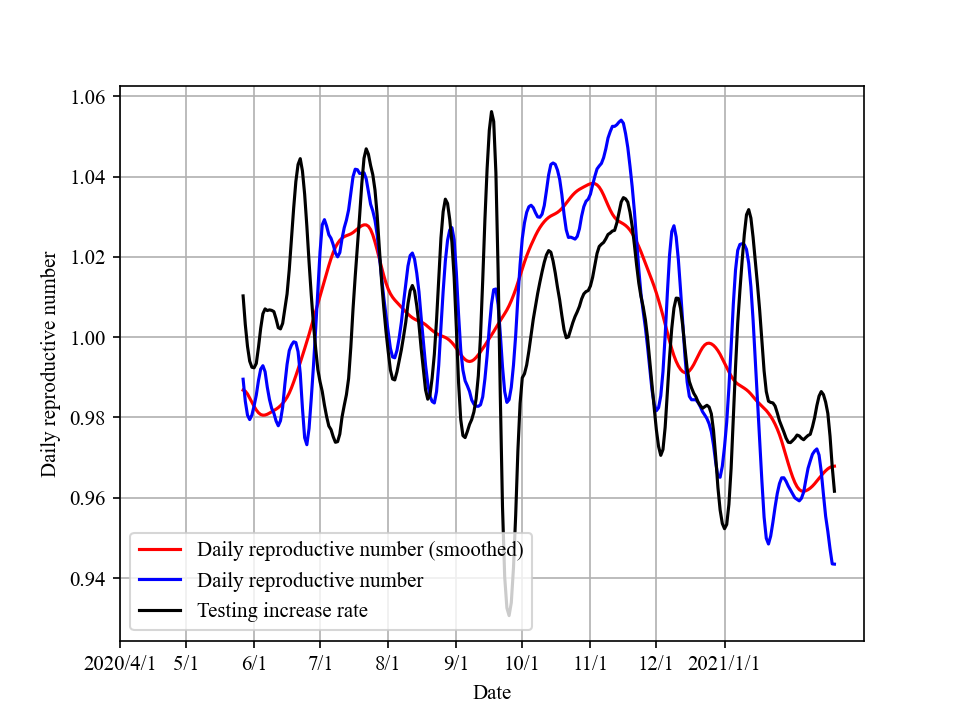 1.06
1.04
1.02
1.00
0.98
0.96
0.94
Daily reproductive number
Daily reproductive number (smoothed)
Daily reproductive number
Testing increase rate
2020/4/1 5/1 6/1 7/1 8/1 9/1 10/1 11/1 12/1 2021/1/1
Date